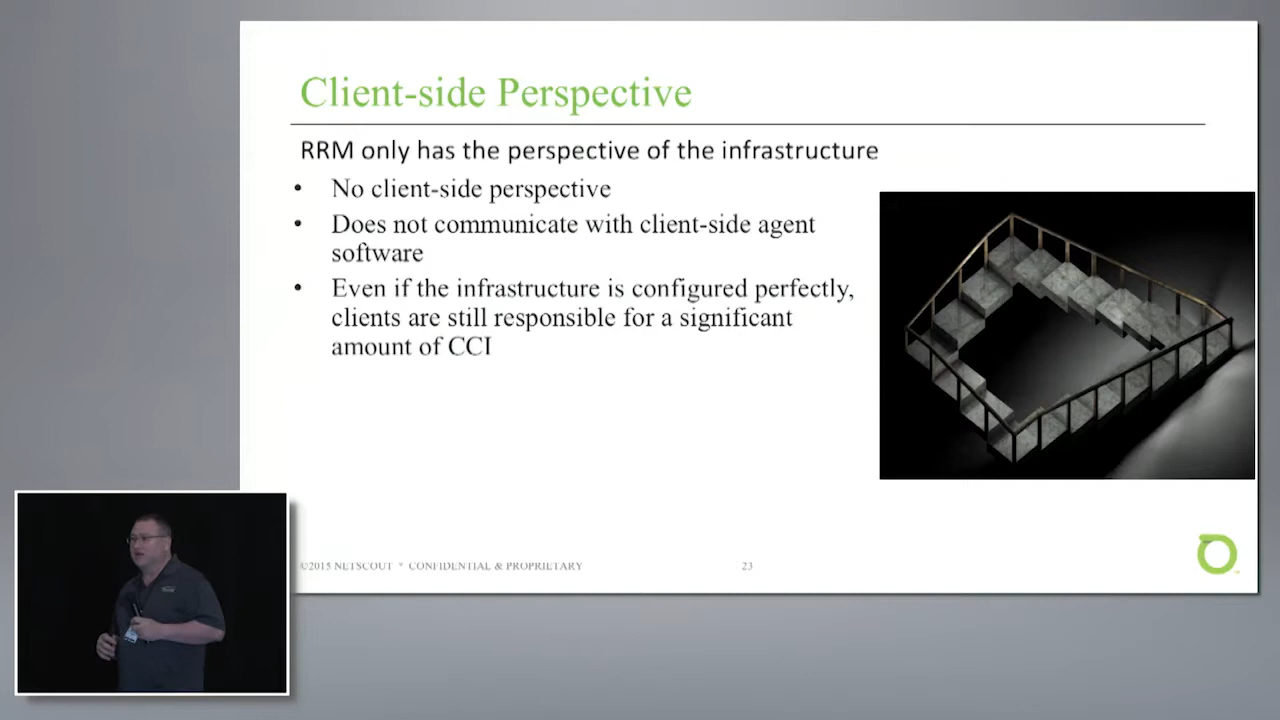 Client-side Perspective
RRM only has the perspective of the infrastructure
• No client-side perspective
• Does not communicate with client-side agent
software
• Even if the infrastructure is configured perfectly,
clients are still responsible for a significant
amount of CCI
©2015 NETSCOUT * CONFIDENTIAL & PROPRIETARY
23